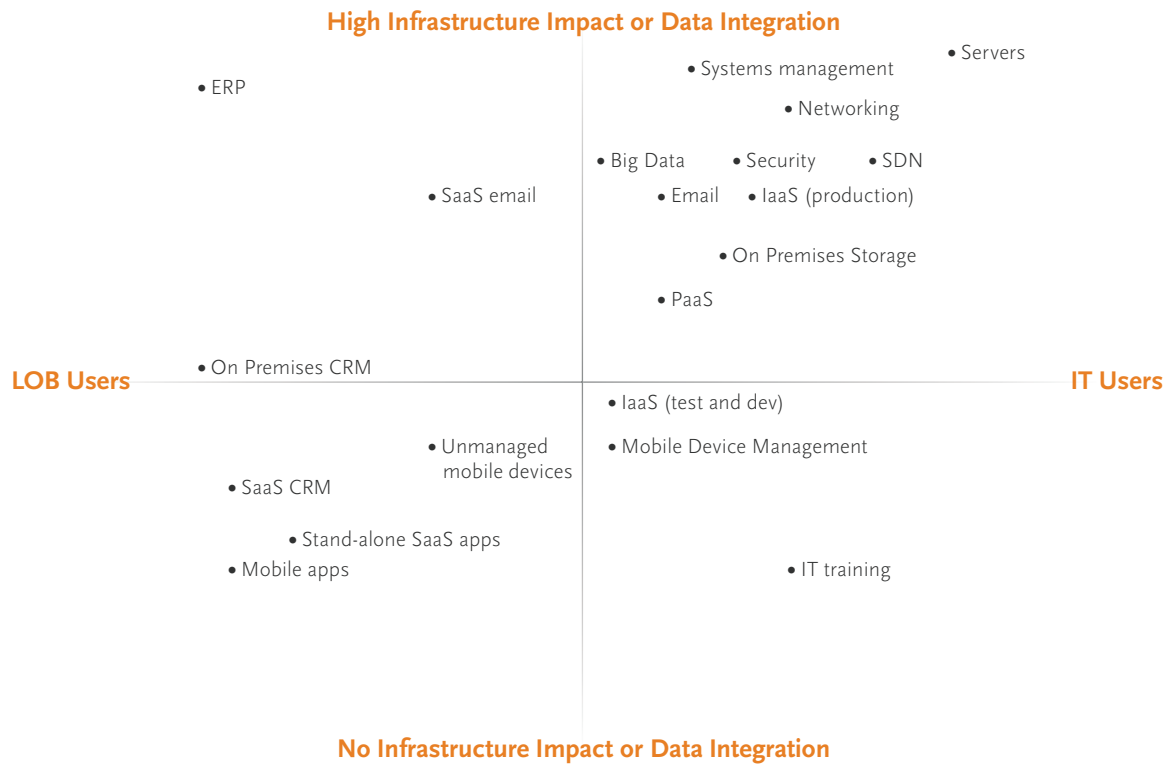 High Infrastructure Impact or Data Integration
• Servers
• Systems management
• ERP
• Networking
• Big Data
• Security
• SDN
• SaaS email
• Email
• IaaS (production)
• On Premises Storage
• PaaS
• On Premises CRM
LOB Users
IT Users
• IaaS (test and dev)
• Unmanaged
mobile devices
• Mobile Device Management
• SaaS CRM
• Stand-alone SaaS apps
• Mobile apps
• IT training
No Infrastructure Impact or Data Integration